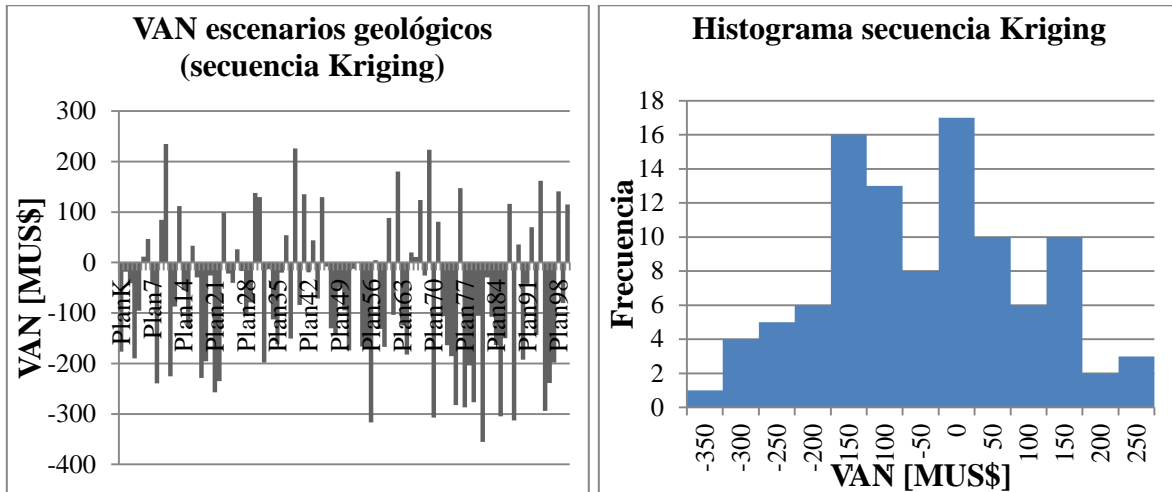 VAN escenarios geológicos
(secuencia Kriging)
VAN [MUS$]
300
200
100
0
-100
-200
-300
-400
PlanK
Plan7
Plan14
Plan21
Plan28
Plan35
Plan42
Plan49
Plan56
Plan63
Plan70
Plan77
Plan84
Plan91
Plan98
Histograma secuencia Kriging
Frecuencia
18
16
14
12
10
8
6
4
2
0
-350
-300
-250
-200
-150
-100
-50
0
50
100
150
200
250
VAN [MUS$]